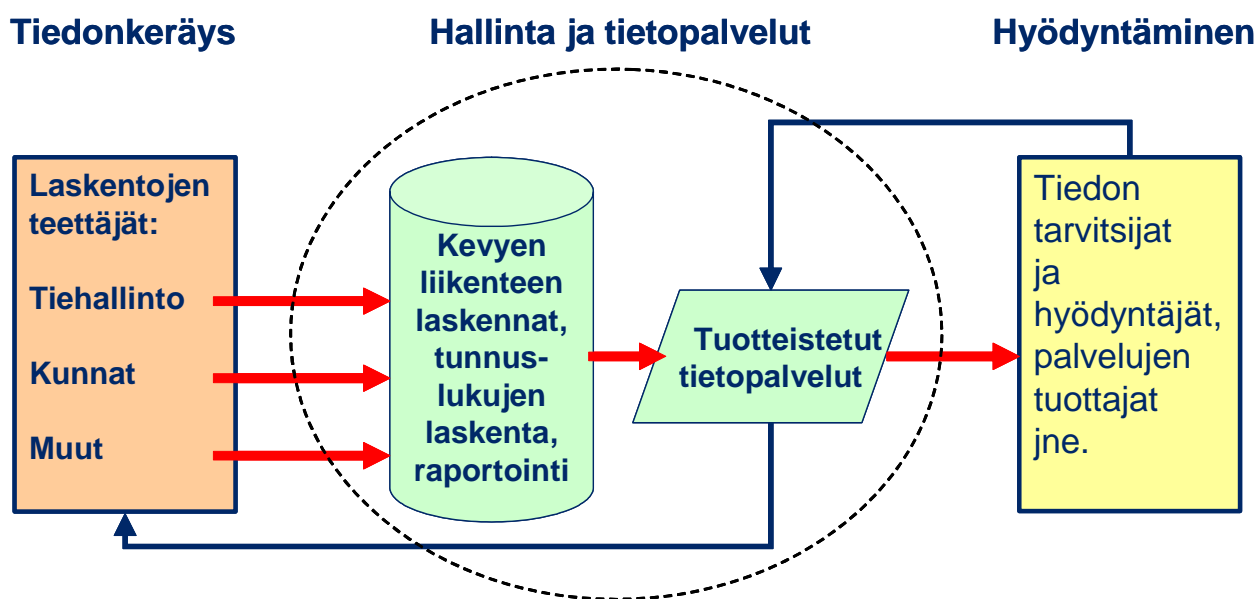 Tiedonkeräys
Hallinta ja tietopalvelut
Hyödyntäminen
Laskentojen
teettäjät:
Tiehallinto
Kunnat
Muut
Kevyen
liikenteen
laskennat,
tunnus-
lukujen
laskenta,
raportointi
Tuotteistetut
tietopalvelut
Tiedon
tarvitsijat
ja
hyödyntäjät,
palvelujen
tuottajat
jne.